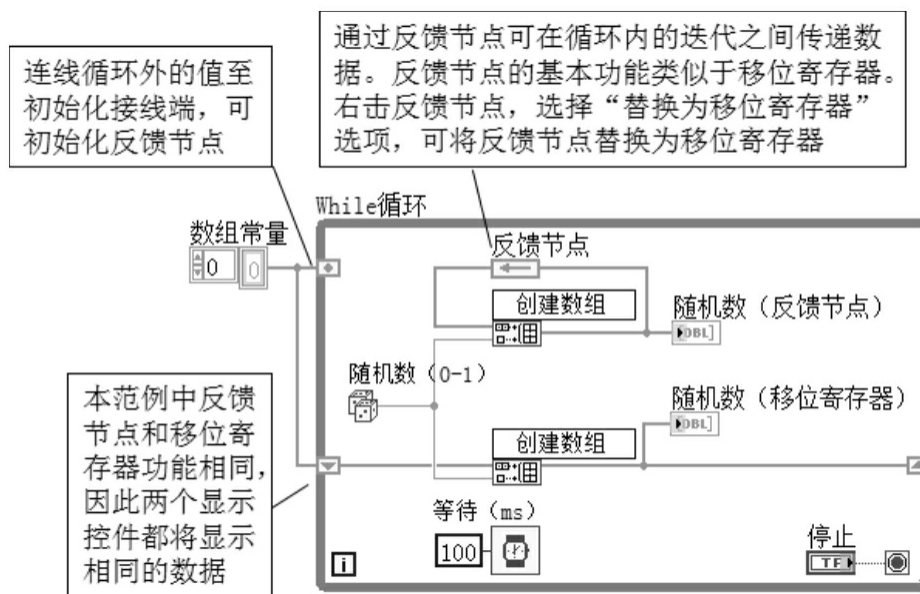 连线循环外的值至
初始化接线端，可
初始化反馈节点
通过反馈节点可在循环内的迭代之间传递数
据。反馈节点的基本功能类似于移位寄存器。
右击反馈节点，选择“替换为移位寄存器”
选项，可将反馈节点替换为移位寄存器
While循环
数组常量
0
0
反馈节点
创建数组
随机数（反馈节点）
DBL
随机数（0-1）
随机数（移位寄存器）
DBL
创建数组
本范例中反馈
节点和移位寄
存器功能相同，
因此两个显示
控件都将显示
相同的数据
等待（ms）
100
停止
TF
i